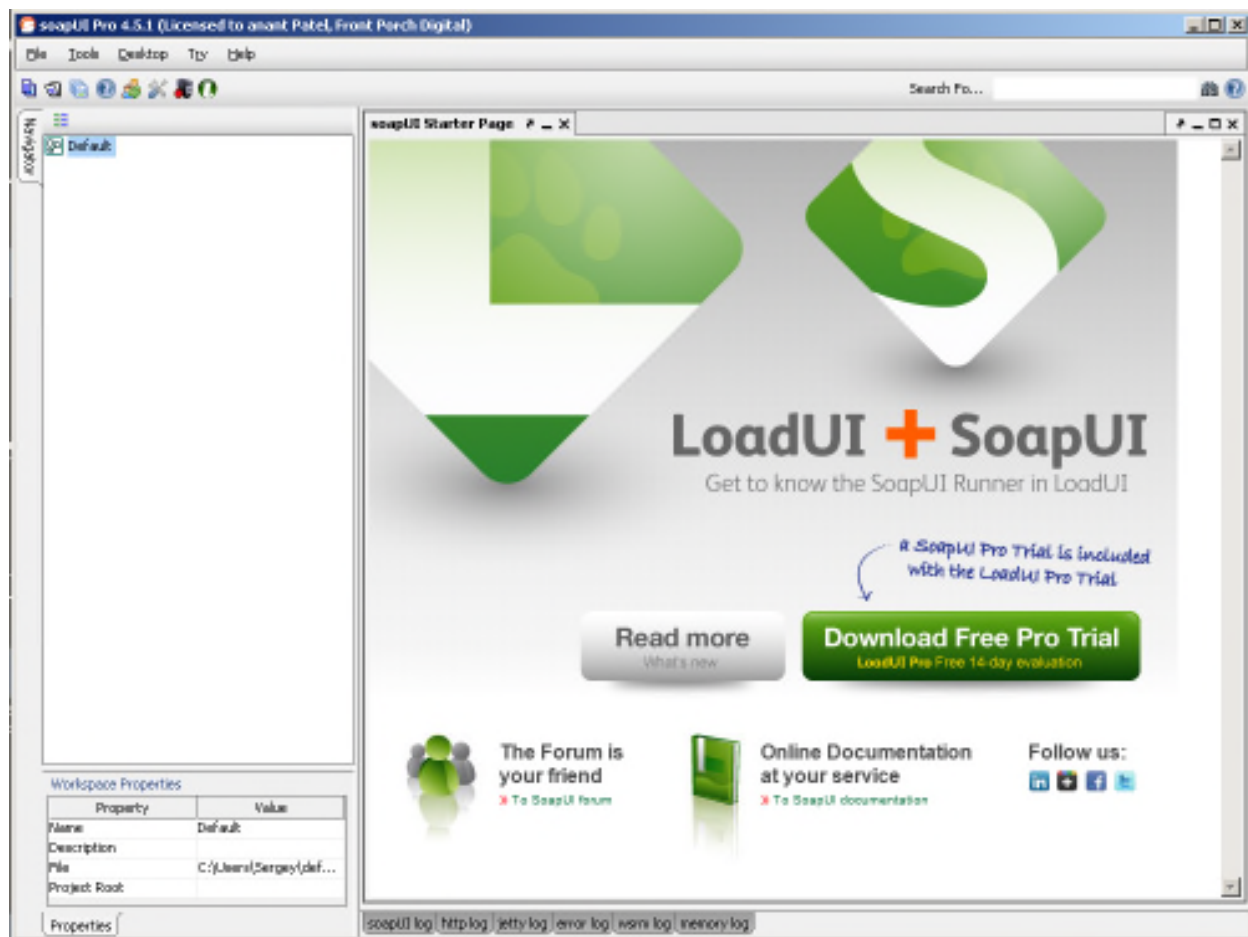 soapUI Pro 4.5.1 (Licensed to anant Patel, Front Porch Digital)
File Tools Desktop Try Help
Search Fo...
Navigator
Default
soapUI Starter Page
LoadUI + SoapUI
Get to know the SoapUI Runner in LoadUI
a SoapUI Pro Trial is included
with the LoadUI Pro Trial
Read more
What's new
Download Free Pro Trial
LoadUI Pro Free 14-day evaluation
The Forum is
your friend
» To SoapUI forum
Online Documentation
at your service
» To SoapUI documentation
Follow us:
Workspace Properties
Property Value
Name Default
Description
File C:\Users\Sergey\def...
Project Root
Properties
soapUI log http log jetty log error log wsrm log memory log